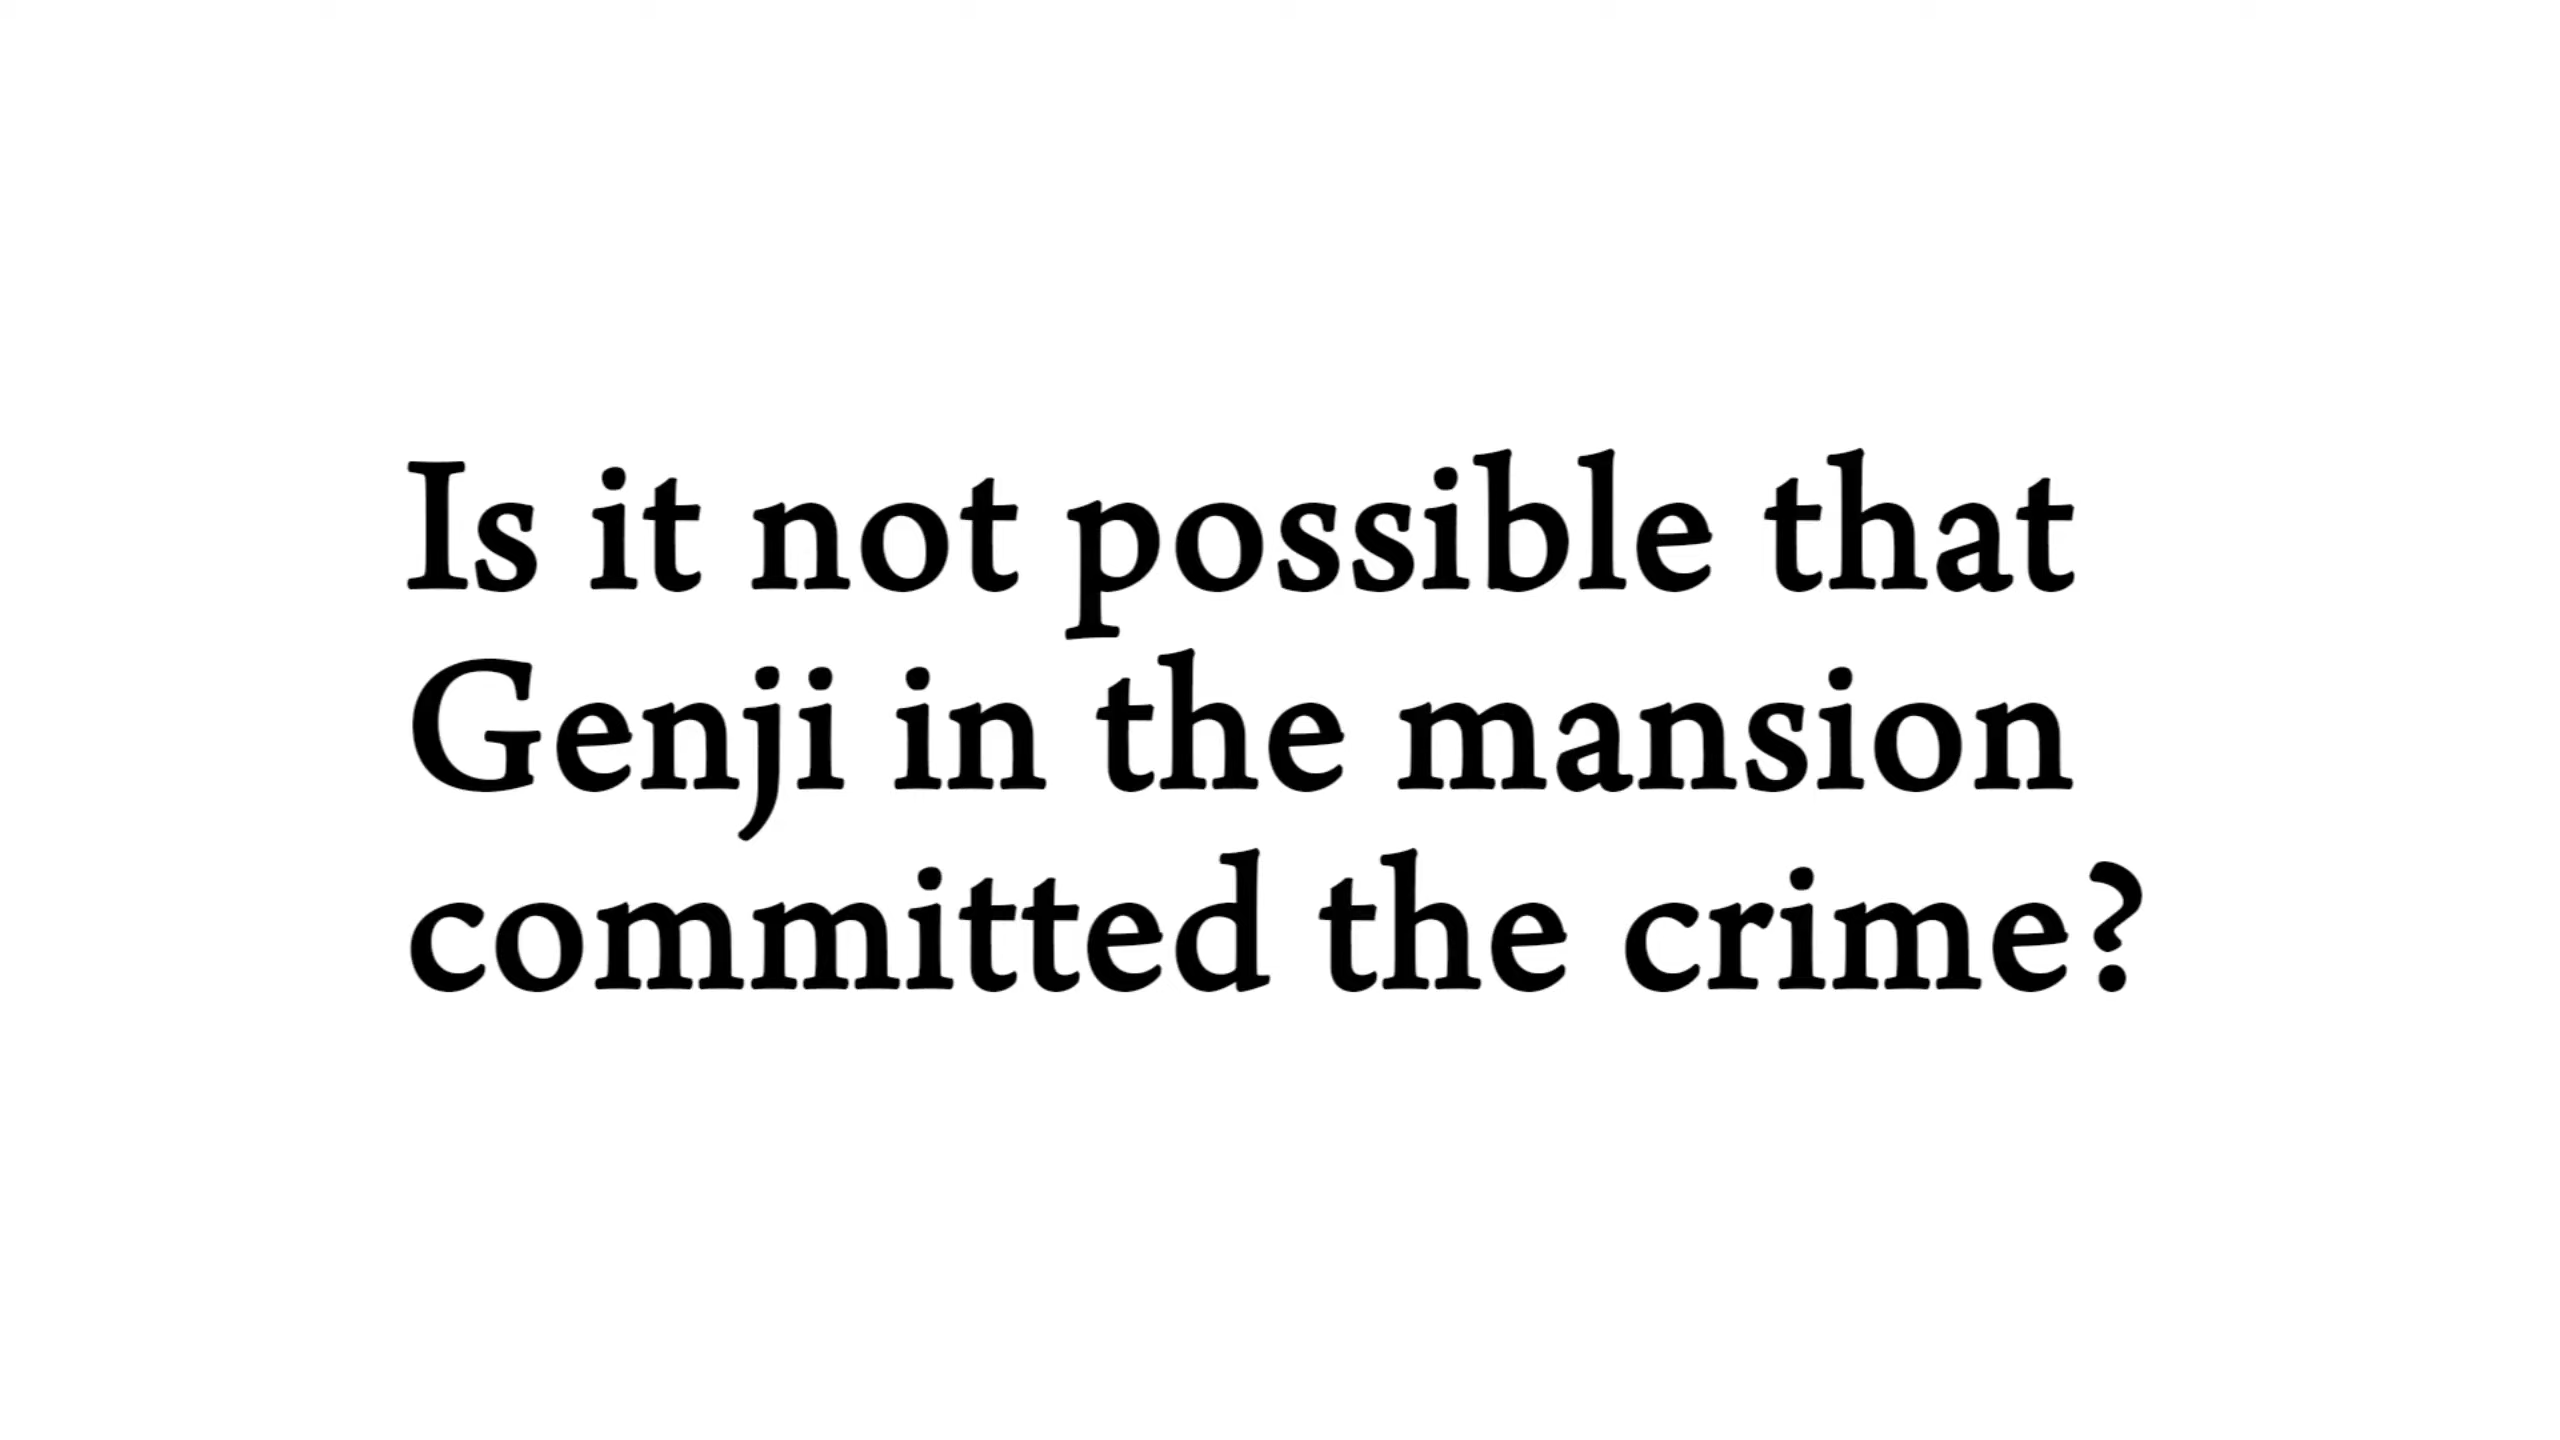 Is it not possible that
Genji in the mansion
committed the crime?